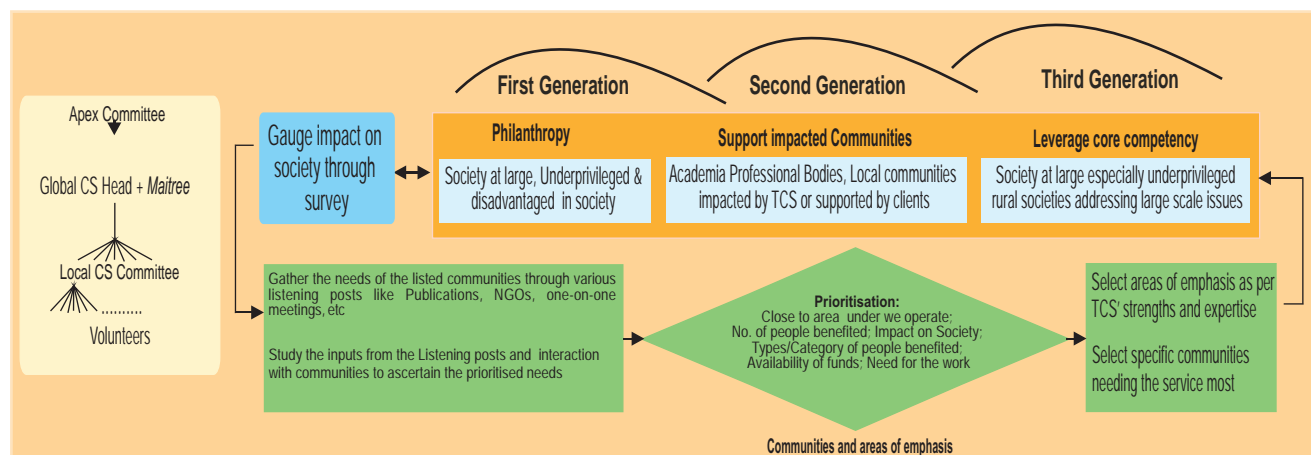 First Generation
Second Generation
Third Generation
Apex Committee
Global CS Head + Maitree
Local CS Committee
..........
Volunteers
Gauge impact on
society through
survey
Philanthropy
Society at large, Underprivileged &
disadvantaged in society
Support impacted Communities
Academia Professional Bodies, Local communities
impacted by TCS or supported by clients
Leverage core competency
Society at large especially underprivileged
rural societies addressing large scale issues
Gather the needs of the listed communities through various
listening posts like Publications, NGOs, one-on-one
meetings, etc
Study the inputs from the Listening posts and interaction
with communities to ascertain the prioritised needs
Prioritisation:
Close to area under we operate;
No. of people benefited; Impact on Society;
Types/Category of people benefited;
Availability of funds; Need for the work
Select areas of emphasis as per
TCS' strengths and expertise
Select specific communities
needing the service most
Communities and areas of emphasis